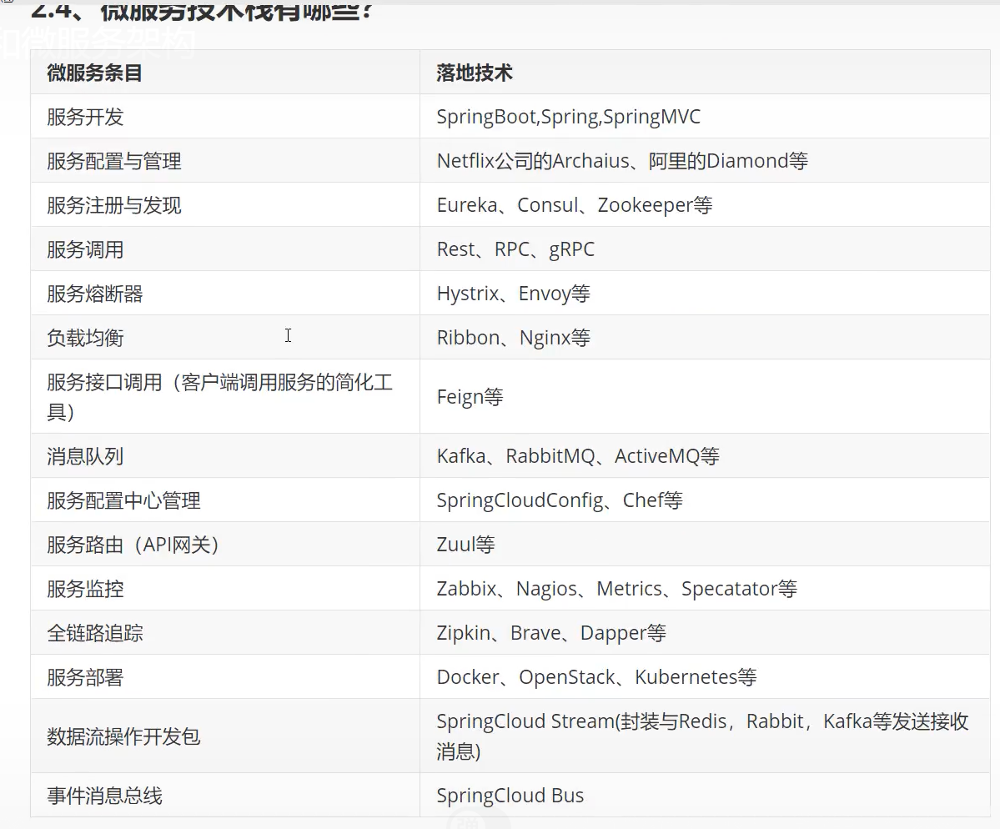 2.4、微服务技术栈有哪些？
和微服务架构
微服务条目 落地技术
服务开发 SpringBoot,Spring,SpringMVC
服务配置与管理 Netflix公司的Archaius、阿里的Diamond等
服务注册与发现 Eureka、Consul、Zookeeper等
服务调用 Rest、RPC、gRPC
服务熔断器 Hystrix、Envoy等
负载均衡 Ribbon、Nginx等
服务接口调用（客户端调用服务的简化工
具） Feign等
消息队列 Kafka、RabbitMQ、ActiveMQ等
服务配置中心管理 SpringCloudConfig、Chef等
服务路由（API网关） Zuul等
服务监控 Zabbix、Nagios、Metrics、Specatator等
全链路追踪 Zipkin、Brave、Dapper等
服务部署 Docker、OpenStack、Kubernetes等
数据流操作开发包 SpringCloud Stream(封装与Redis，Rabbit，Kafka等发送接收
消息)
事件消息总线 SpringCloud Bus
弹